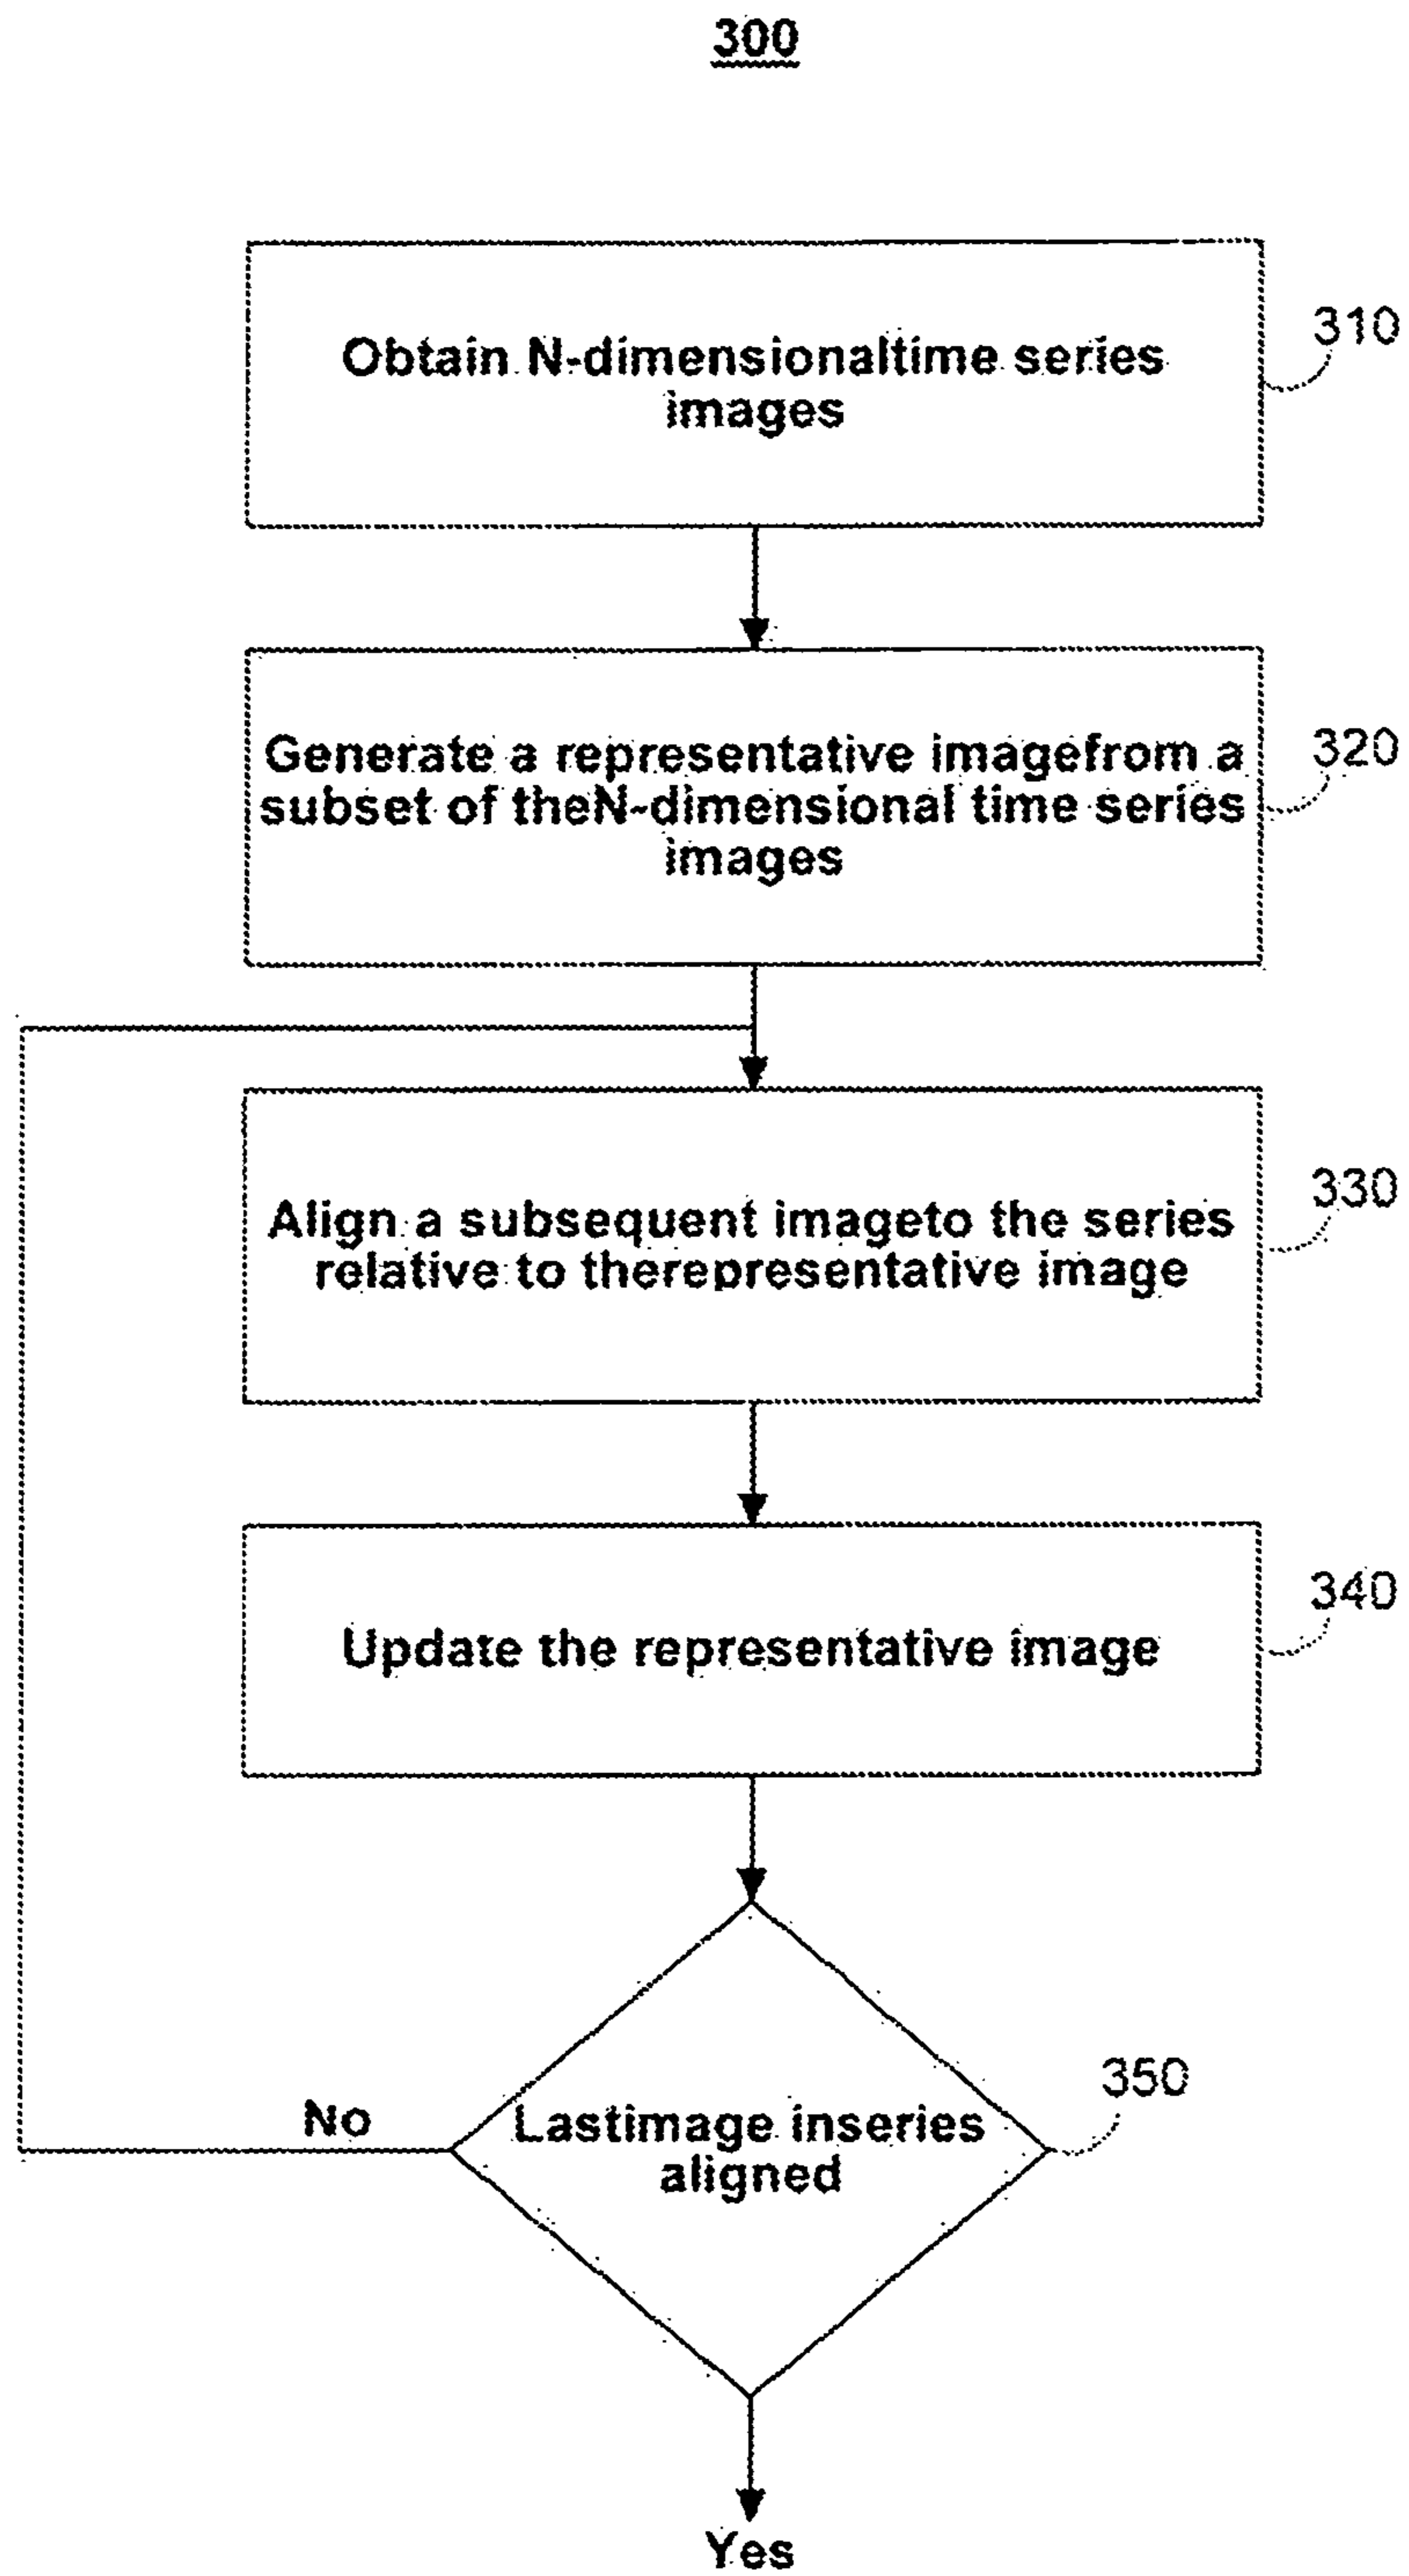 300
Obtain N-dimensionaltime series
images
310
Generate a representative imagefrom a
subset of theN-dimensional time series
images
320
Align a subsequent imageto the series
relative to therepresentative image
330
Update the representative image
340
Lastimage inseries
aligned
350
No
Yes